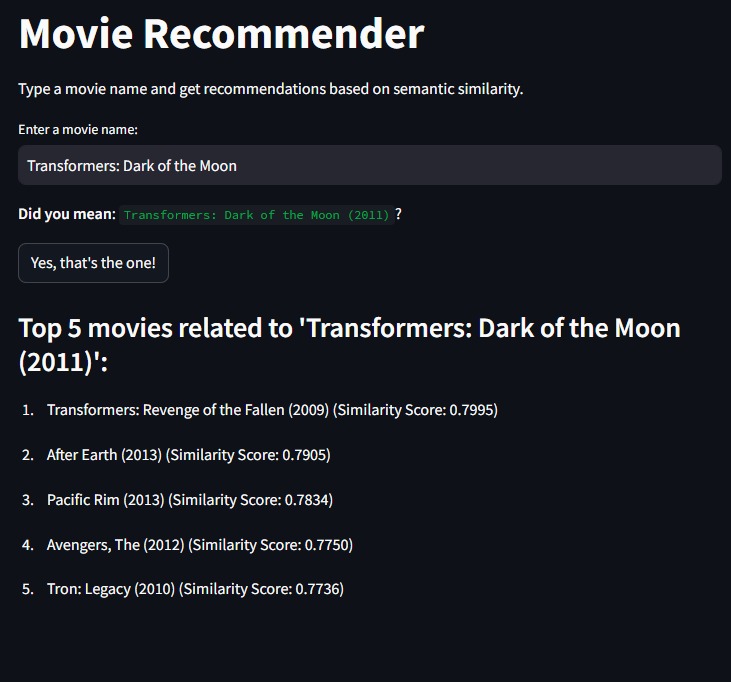 Movie Recommender
Type a movie name and get recommendations based on semantic similarity.
Enter a movie name:
Transformers: Dark of the Moon
Did you mean: Transformers: Dark of the Moon (2011) ?
Yes, that's the one!
Top 5 movies related to 'Transformers: Dark of the Moon
(2011)':
1. Transformers: Revenge of the Fallen (2009) (Similarity Score: 0.7995)
2. After Earth (2013) (Similarity Score: 0.7905)
3. Pacific Rim (2013) (Similarity Score: 0.7834)
4. Avengers, The (2012) (Similarity Score: 0.7750)
5. Tron: Legacy (2010) (Similarity Score: 0.7736)